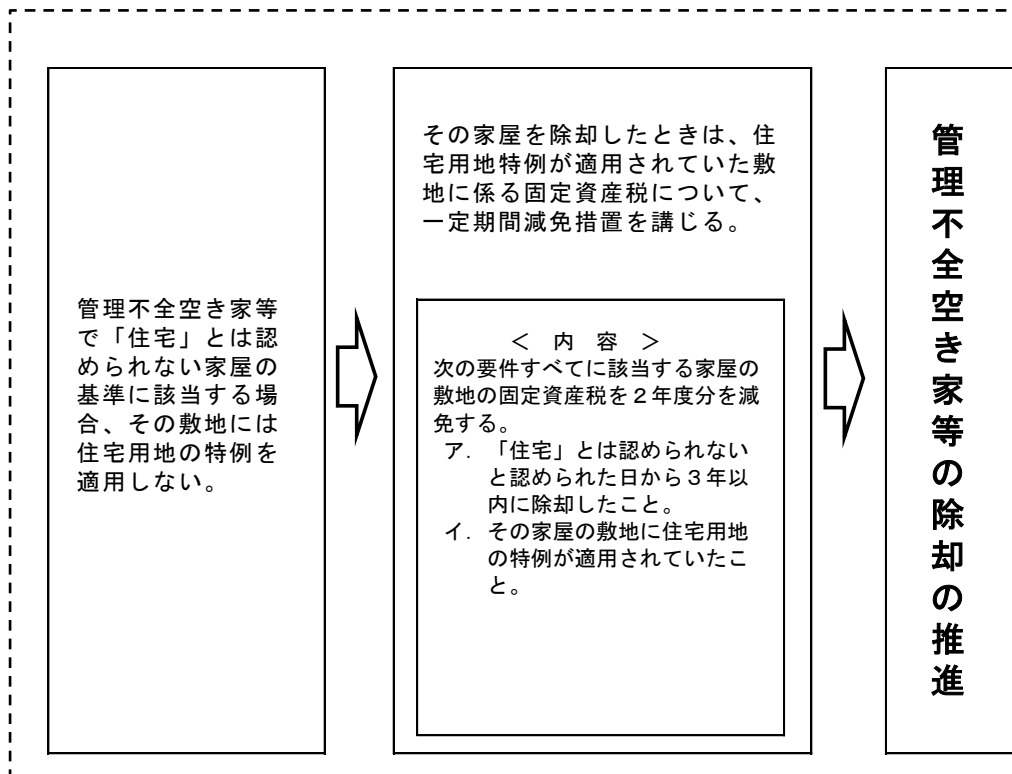 管理不全空き家等
で「住宅」とは認
められない家屋の
基準に該当する場
合、その敷地には
住宅用地の特例を
適用しない。
その家屋を除却したときは、住
宅用地特例が適用されていた敷
地に係る固定資産税について、
一定期間減免措置を講じる。
＜　内　容　＞
次の要件すべてに該当する家屋の
敷地の固定資産税を２年度分を減
免する。
ア．「住宅」とは認められない
と認められた日から３年以
内に除却したこと。
イ．その家屋の敷地に住宅用地
の特例が適用されていたこ
と。
管理不全空き家等の除却の推進